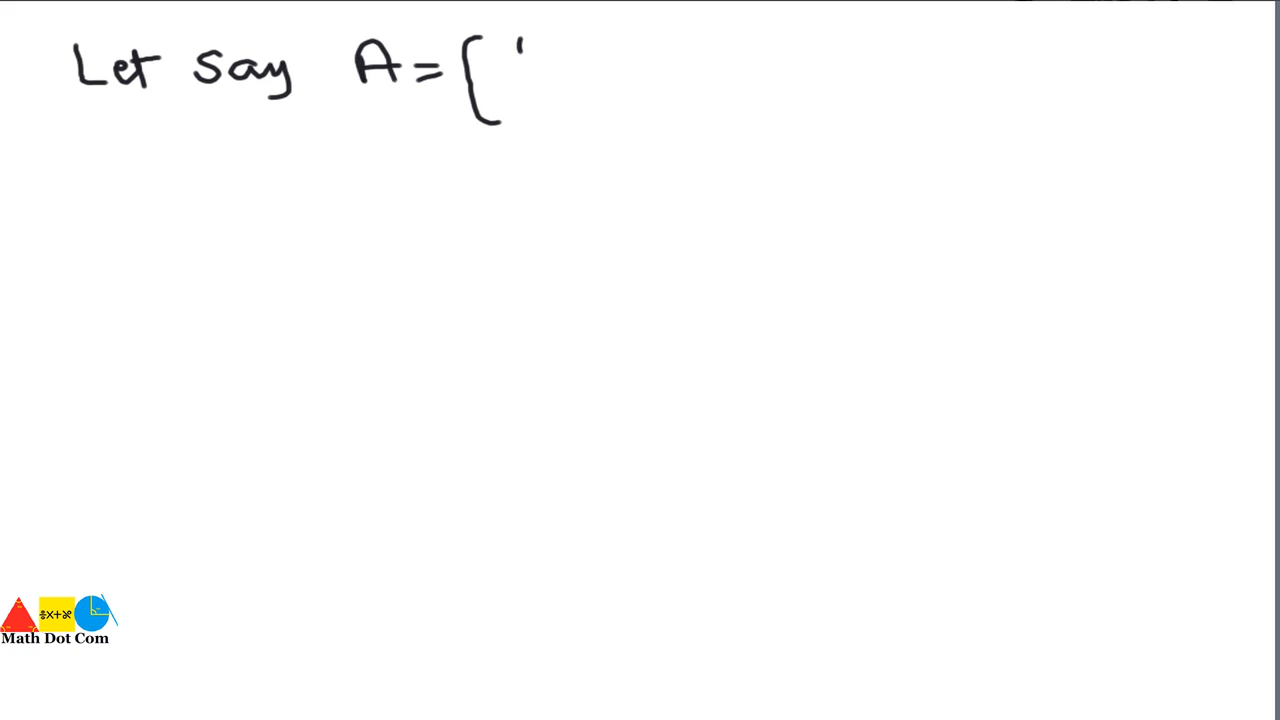 Let say A = {
÷x+
Math Dot Com